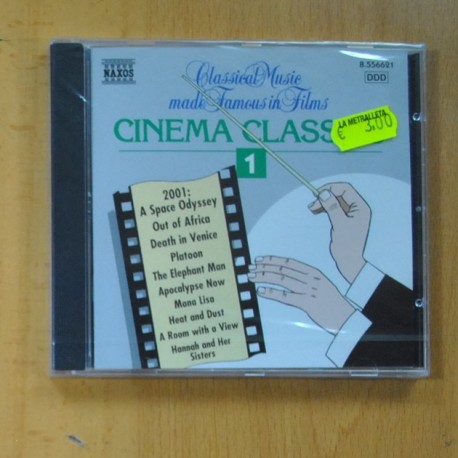 NAXOS
8.556621
DDD
Classical Music
made Famous in Films
CINEMA CLASS
LA METRALLETA
€ 3,00
1
2001:
A Space Odyssey
Out of Africa
Death in Venice
Platoon
The Elephant Man
Apocalypse Now
Mona Lisa
Heat and Dust
A Room with a View
Hannah and Her
Sisters